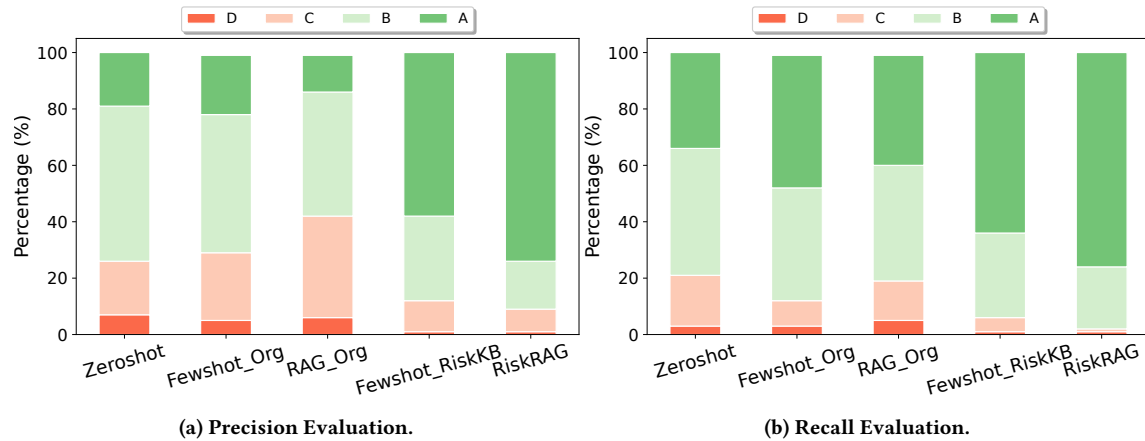 D C B A
Percentage (%)
100
80
60
40
20
0
Zeroshot
Fewshot_Org
RAG_Org
Fewshot_RiskKB
RiskRAG
(a) Precision Evaluation.
D C B A
Percentage (%)
100
80
60
40
20
0
Zeroshot
Fewshot_Org
RAG_Org
Fewshot_RiskKB
RiskRAG
(b) Recall Evaluation.